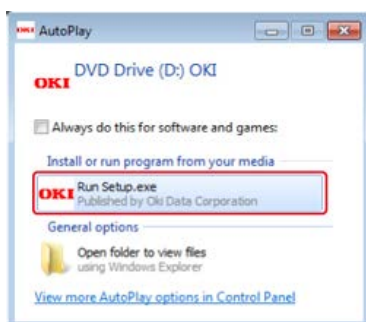 OKI AutoPlay
DVD Drive (D:) OKI
OKI
Always do this for software and games:
Install or run program from your media
OKI Run Setup.exe
Published by Oki Data Corporation
General options
Open folder to view files
using Windows Explorer
View more AutoPlay options in Control Panel